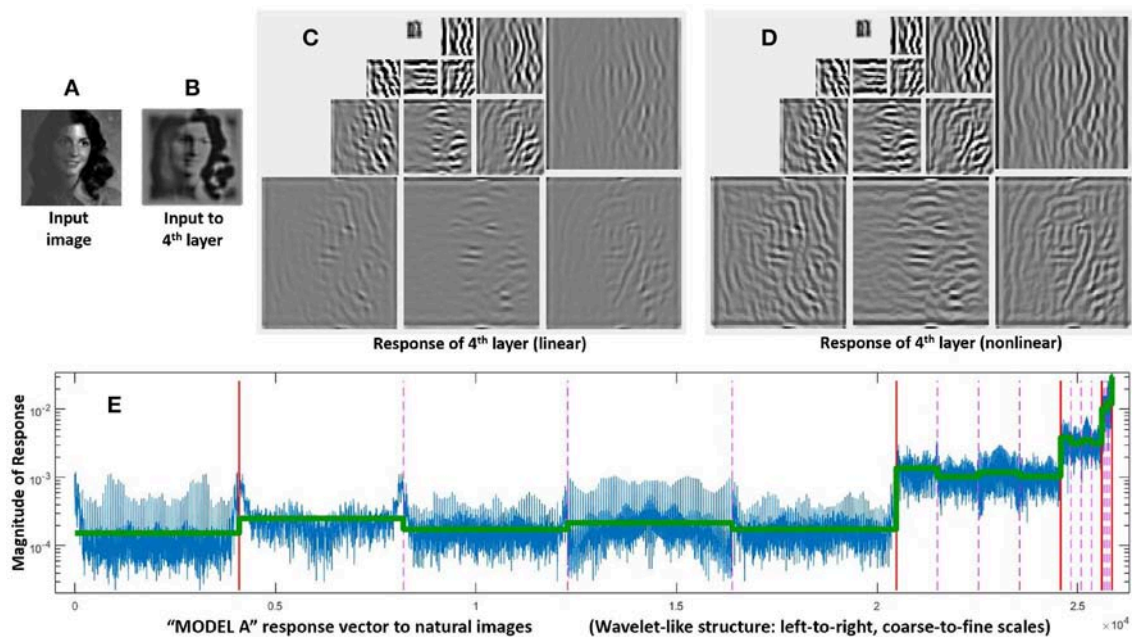 C
D
A
B
Input
image
Input to
4th layer
Response of 4th layer (linear)
Response of 4th layer (nonlinear)
E
Magnitude of Response
10-2
10-3
10-4
0 0.5 1 1.5 2 2.5
×10 4
"MODEL A" response vector to natural images (Wavelet-like structure: left-to-right, coarse-to-fine scales)